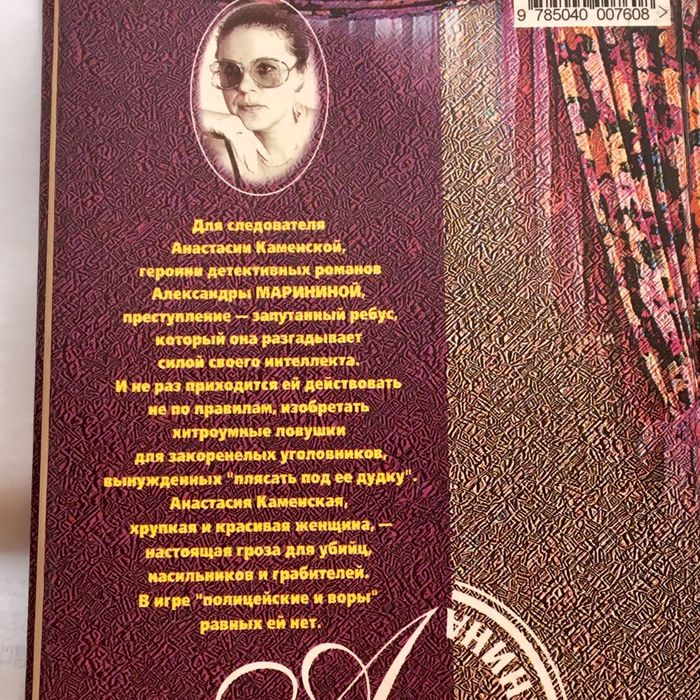 9 785040 007608 >
Для следователя
Анастасии Каменской,
героини детективных романов
Александры МАРИНИНОЙ,
преступление — запутанный ребус,
который она разгадывает
силой своего интеллекта.
И не раз приходится ей действовать
не по правилам, изобретать
хитроумные ловушки
для закоренелых уголовников,
вынужденных "плясать под ее дудку".
Анастасия Каменская,
хрупкая и красивая женщина, —
настоящая гроза для убийц,
насильников и грабителей.
В игре "полицейские и воры"
равных ей нет.